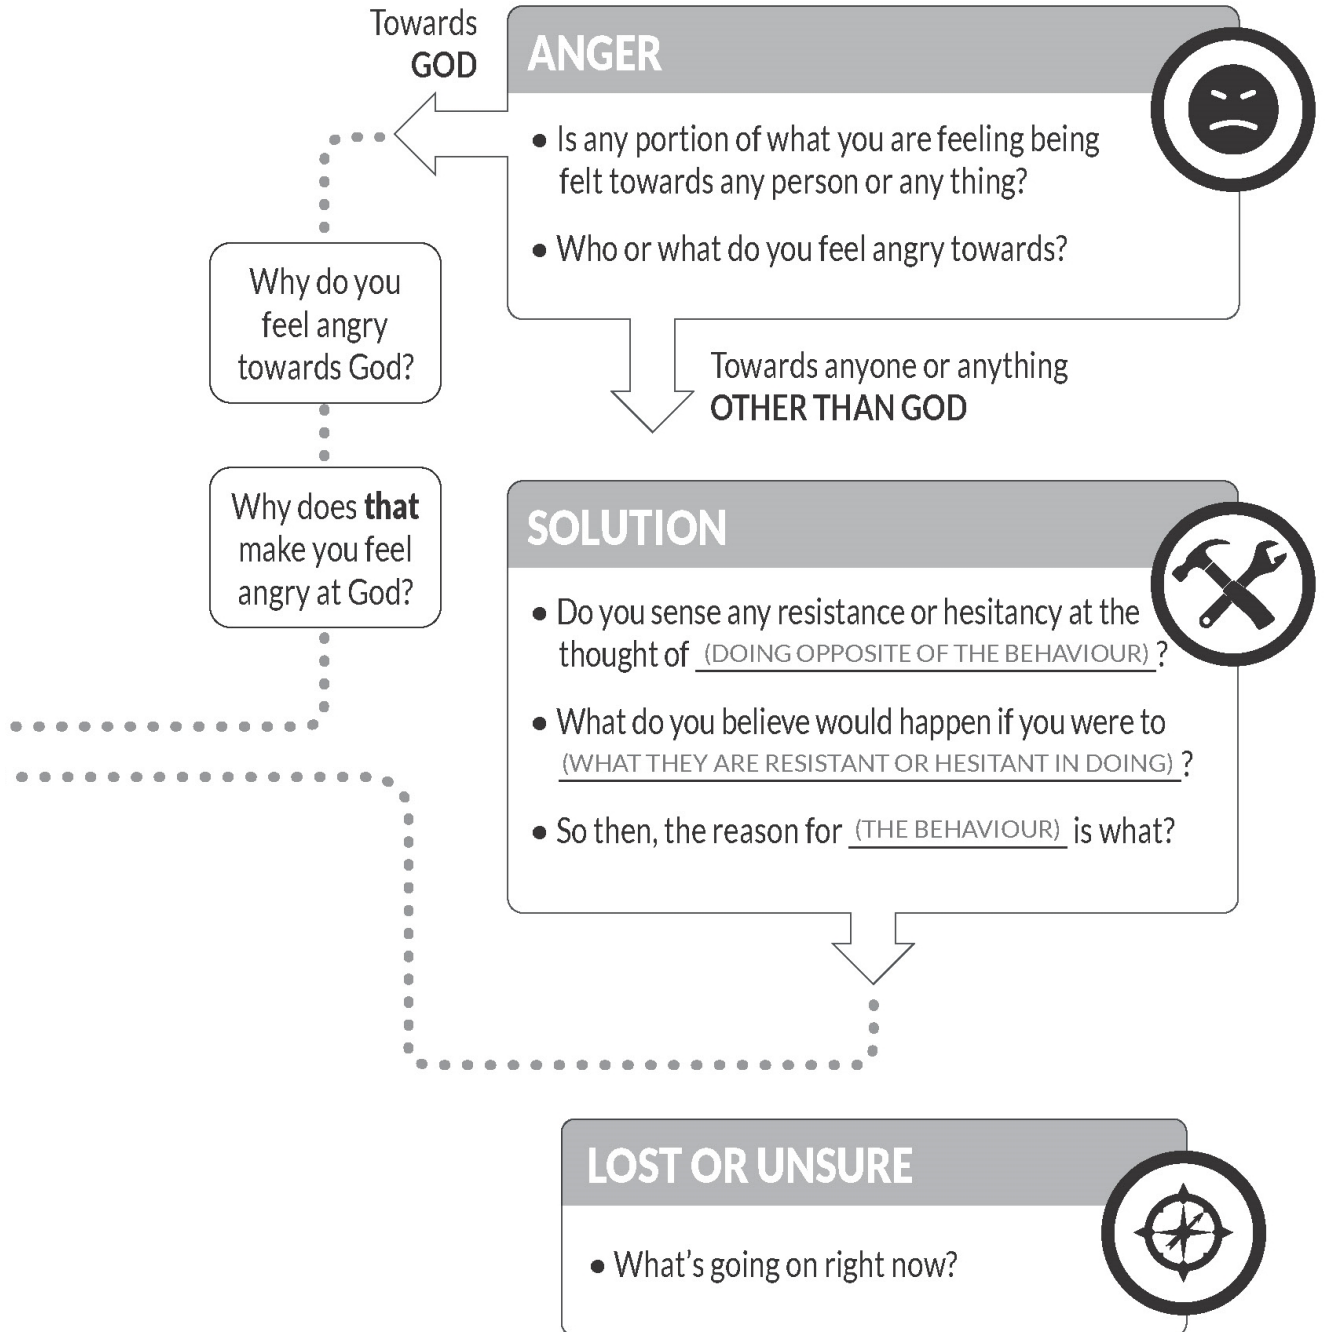 Towards
GOD
ANGER
• Is any portion of what you are feeling being
felt towards any person or any thing?
• Who or what do you feel angry towards?
Why do you
feel angry
towards God?
Towards anyone or anything
OTHER THAN GOD
Why does that
make you feel
angry at God?
SOLUTION
• Do you sense any resistance or hesitancy at the
thought of (DOING OPPOSITE OF THE BEHAVIOUR) ?
• What do you believe would happen if you were to
(WHAT THEY ARE RESISTANT OR HESITANT IN DOING) ?
• So then, the reason for (THE BEHAVIOUR) is what?
LOST OR UNSURE
• What's going on right now?